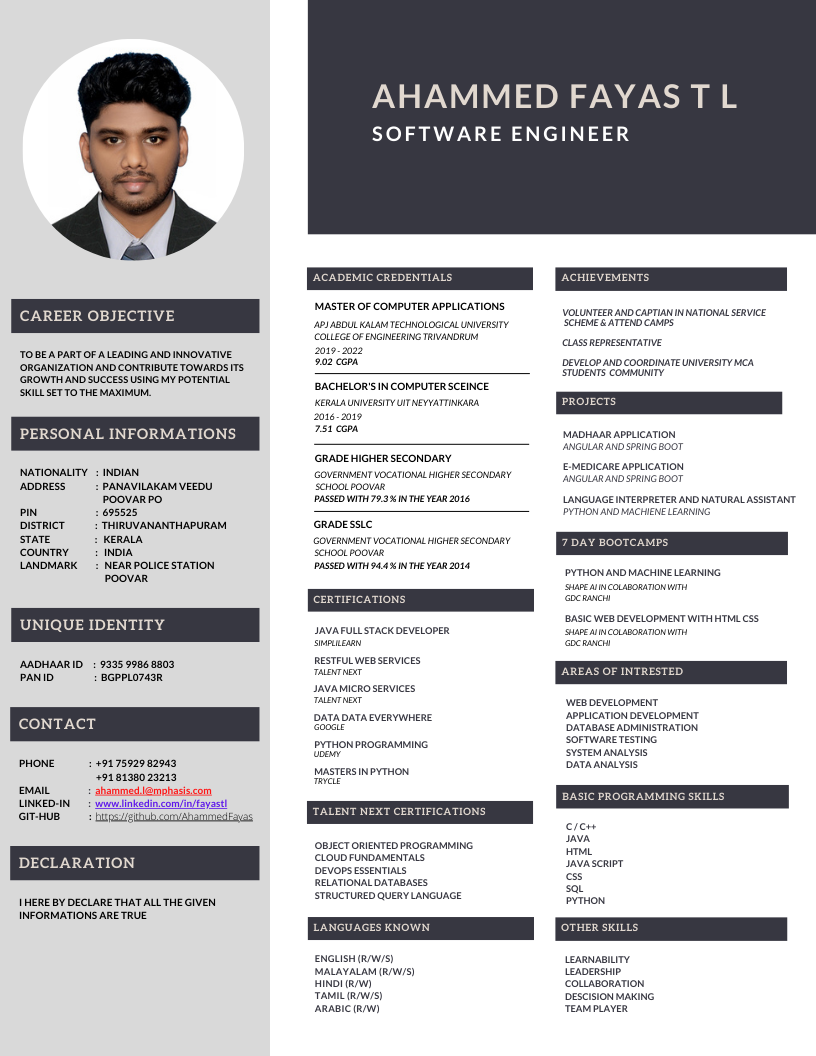 AHAMMED FAYAS T L
SOFTWARE ENGINEER
CAREER OBJECTIVE
TO BE A PART OF A LEADING AND INNOVATIVE
ORGANIZATION AND CONTRIBUTE TOWARDS ITS
GROWTH AND SUCCESS USING MY POTENTIAL
SKILL SET TO THE MAXIMUM.
PERSONAL INFORMATIONS
NATIONALITY : INDIAN
ADDRESS : PANAVILAKAM VEEDU
POOVAR PO
PIN : 695525
DISTRICT : THIRUVANANTHAPURAM
STATE : KERALA
COUNTRY : INDIA
LANDMARK : NEAR POLICE STATION
POOVAR
UNIQUE IDENTITY
AADHAAR ID : 9335 9986 8803
PAN ID : BGPPL0743R
CONTACT
PHONE : +91 75929 82943
+91 81380 23213
EMAIL : ahammed.l@mphasis.com
LINKED-IN : www.linkedin.com/in/fayastl
GIT-HUB : https://github.com/AhammedFayas
DECLARATION
I HERE BY DECLARE THAT ALL THE GIVEN
INFORMATIONS ARE TRUE
ACADEMIC CREDENTIALS
MASTER OF COMPUTER APPLICATIONS
APJ ABDUL KALAM TECHNOLOGICAL UNIVERSITY
COLLEGE OF ENGINEERING TRIVANDRUM
2019 - 2022
9.02 CGPA
BACHELOR'S IN COMPUTER SCEINCE
KERALA UNIVERSITY UIT NEYYATTINKARA
2016 - 2019
7.51 CGPA
GRADE HIGHER SECONDARY
GOVERNMENT VOCATIONAL HIGHER SECONDARY
SCHOOL POOVAR
PASSED WITH 79.3 % IN THE YEAR 2016
GRADE SSLC
GOVERNMENT VOCATIONAL HIGHER SECONDARY
SCHOOL POOVAR
PASSED WITH 94.4 % IN THE YEAR 2014
CERTIFICATIONS
JAVA FULL STACK DEVELOPER
SIMPLILEARN
RESTFUL WEB SERVICES
TALENT NEXT
JAVA MICRO SERVICES
TALENT NEXT
DATA DATA EVERYWHERE
GOOGLE
PYTHON PROGRAMMING
UDEMY
MASTERS IN PYTHON
TRYCLE
TALENT NEXT CERTIFICATIONS
OBJECT ORIENTED PROGRAMMING
CLOUD FUNDAMENTALS
DEVOPS ESSENTIALS
RELATIONAL DATABASES
STRUCTURED QUERY LANGUAGE
LANGUAGES KNOWN
ENGLISH (R/W/S)
MALAYALAM (R/W/S)
HINDI (R/W)
TAMIL (R/W/S)
ARABIC (R/W)
ACHIEVEMENTS
VOLUNTEER AND CAPTIAN IN NATIONAL SERVICE
SCHEME & ATTEND CAMPS
CLASS REPRESENTATIVE
DEVELOP AND COORDINATE UNIVERSITY MCA
STUDENTS COMMUNITY
PROJECTS
MADHAAR APPLICATION
ANGULAR AND SPRING BOOT
E-MEDICARE APPLICATION
ANGULAR AND SPRING BOOT
LANGUAGE INTERPRETER AND NATURAL ASSISTANT
PYTHON AND MACHIENE LEARNING
7 DAY BOOTCAMPS
PYTHON AND MACHINE LEARNING
SHAPE AI IN COLABORATION WITH
GDC RANCHI
BASIC WEB DEVELOPMENT WITH HTML CSS
SHAPE AI IN COLABORATION WITH
GDC RANCHI
AREAS OF INTRESTED
WEB DEVELOPMENT
APPLICATION DEVELOPMENT
DATABASE ADMINISTRATION
SOFTWARE TESTING
SYSTEM ANALYSIS
DATA ANALYSIS
BASIC PROGRAMMING SKILLS
C / C++
JAVA
HTML
JAVA SCRIPT
CSS
SQL
PYTHON
OTHER SKILLS
LEARNABILITY
LEADERSHIP
COLLABORATION
DESCISION MAKING
TEAM PLAYER